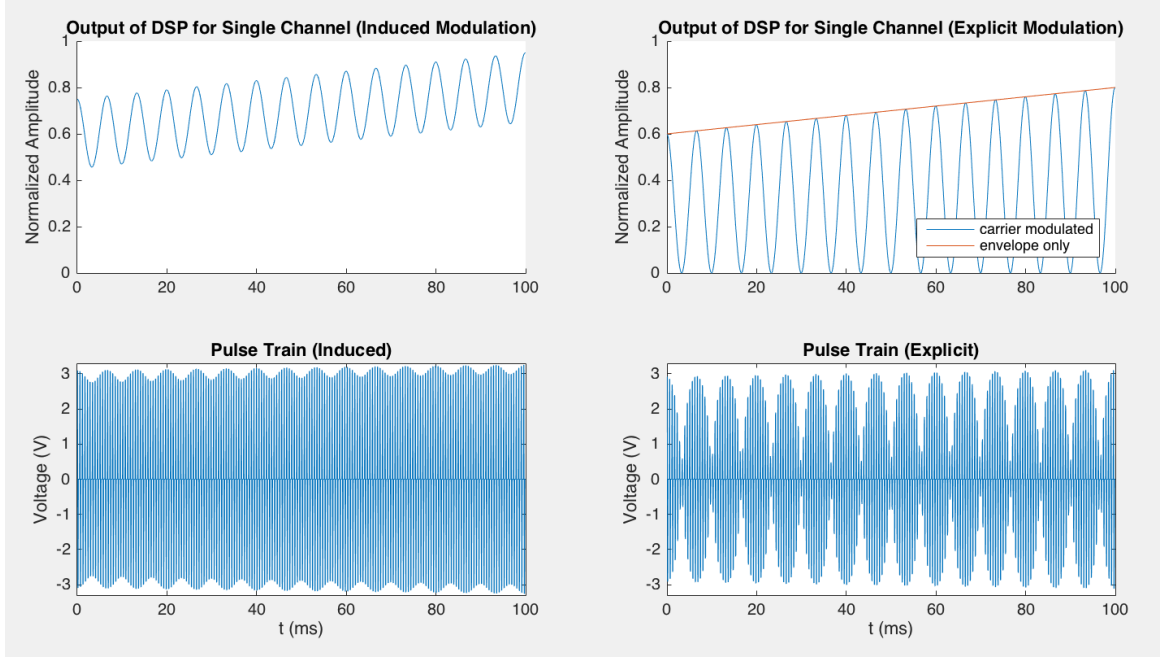 Output of DSP for Single Channel (Induced Modulation)
Normalized Amplitude
1
0.8
0.6
0.4
0.2
0
0 20 40 60 80 100
Output of DSP for Single Channel (Explicit Modulation)
Normalized Amplitude
1
0.8
0.6
0.4
0.2
0
carrier modulated
envelope only
0 20 40 60 80 100
Pulse Train (Induced)
Voltage (V)
3
2
1
0
-1
-2
-3
0 20 40 60 80 100
t (ms)
Pulse Train (Explicit)
Voltage (V)
3
2
1
0
-1
-2
-3
0 20 40 60 80 100
t (ms)